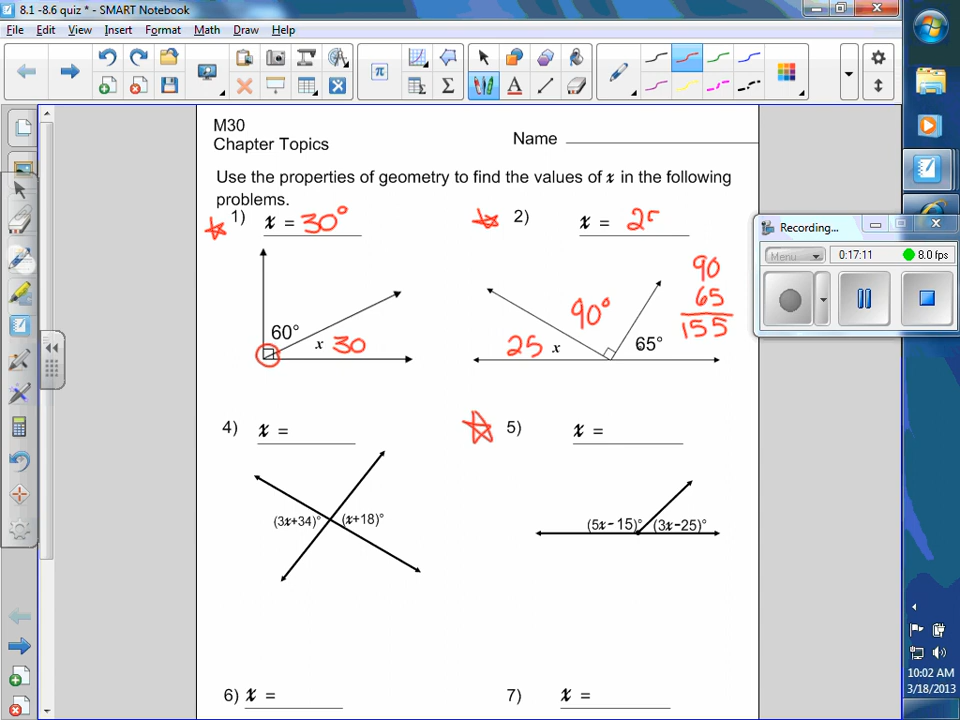 8.1 -8.6 quiz * - SMART Notebook
File Edit View Insert Format Math Draw Help
π
Σ
A
M30
Chapter Topics
Name
Use the properties of geometry to find the values of x in the following
problems.
1) x = 30°
2) x = 25
60°
x 30
90°
25 x
65°
90
65
155
4) x =
5) x =
(3x+34)° (x+18)°
(5x-15)° (3x-25)°
6) x =
7) x =
Recording...
Menu
0:17:11
8.0 fps
10:02 AM
3/18/2013